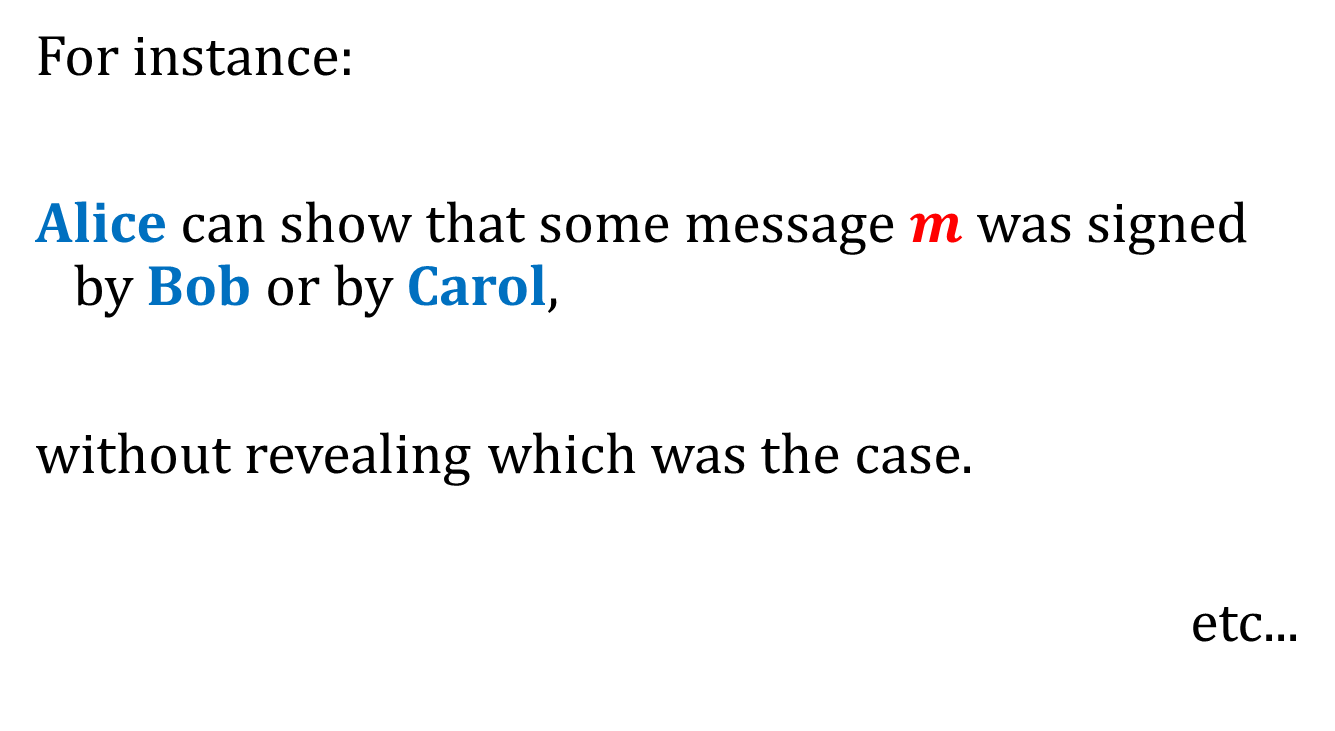 For instance:
Alice can show that some message m was signed
by Bob or by Carol,
without revealing which was the case.
etc...